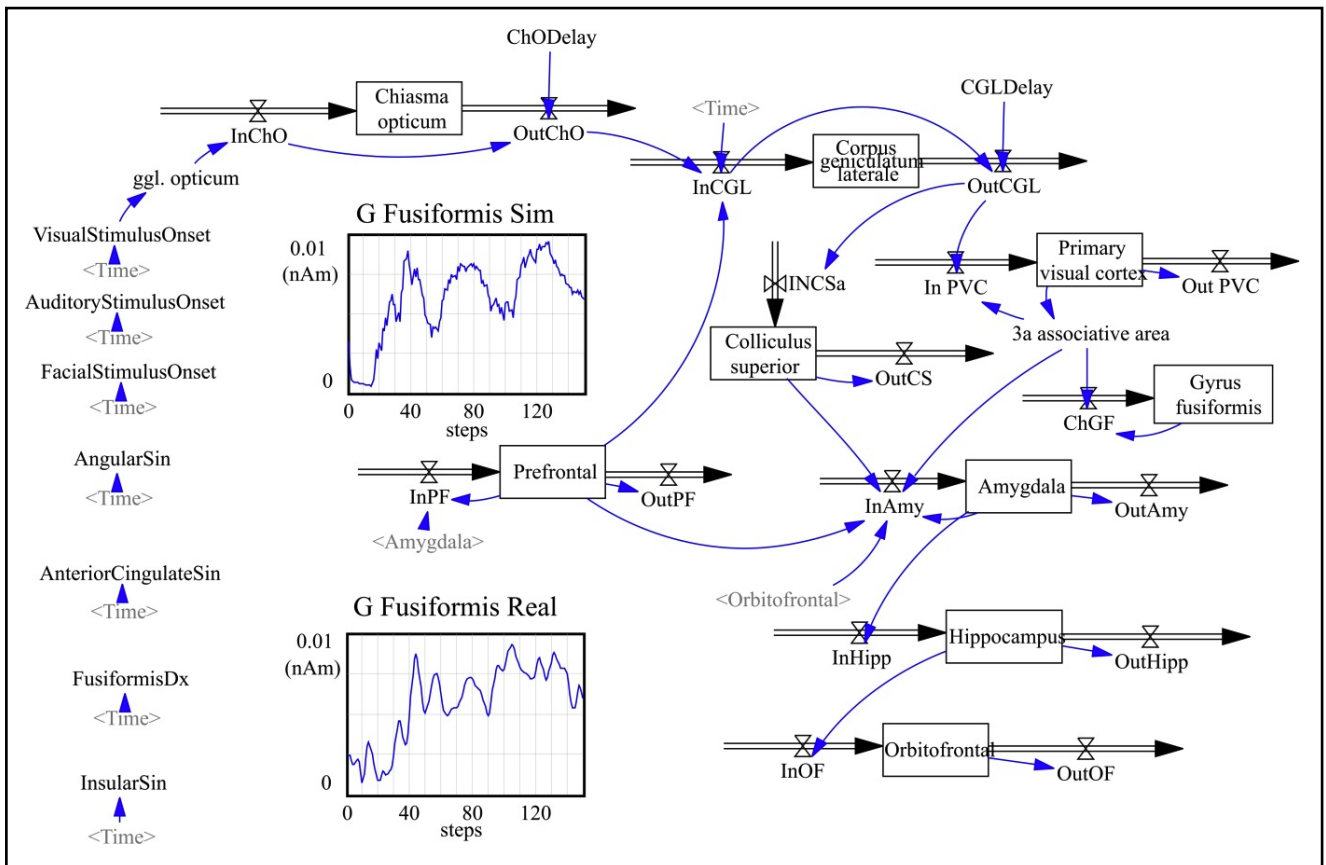 ChODelay
Chiasma
opticum
InChO
OutChO
ggl. opticum
<Time>
CGLDelay
Corpus
geniculatum
laterale
InCGL
OutCGL
VisualStimulusOnset
<Time>
AuditoryStimulusOnset
<Time>
FacialStimulusOnset
<Time>
AngularSin
<Time>
AnteriorCingulateSin
<Time>
FusiformisDx
<Time>
InsularSin
<Time>
G Fusiformis Sim
0.01
(nAm)
0
0 40 80 120
steps
INCSa
Colliculus
superior
OutCS
In PVC
Primary
visual cortex
Out PVC
3a associative area
ChGF
Gyrus
fusiformis
InPF
Prefrontal
OutPF
<Amygdala>
InAmy
Amygdala
OutAmy
<Orbitofrontal>
G Fusiformis Real
0.01
(nAm)
0
0 40 80 120
steps
InHipp
Hippocampus
OutHipp
InOF
Orbitofrontal
OutOF